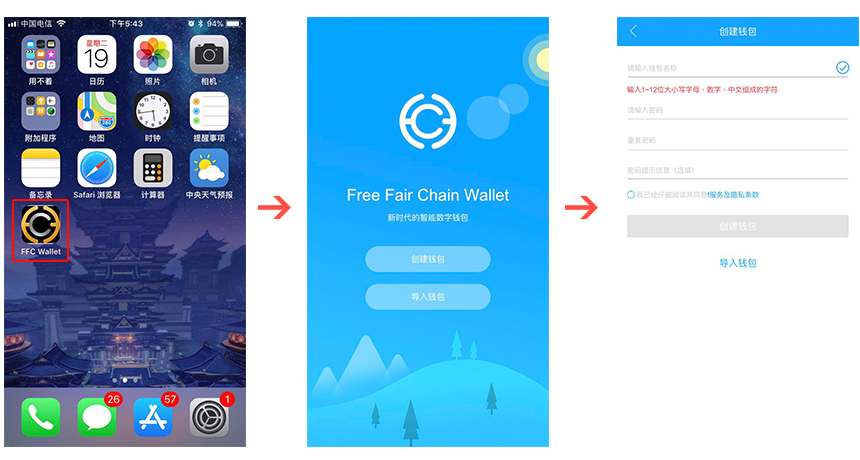 中国电信
下午5:43
94%
星期二
19
用不着
日历
照片
相机
附加程序
地图
时钟
提醒事项
备忘录
Safari 浏览器
计算器
中央天气预报
FFC Wallet
26
57
1
Free Fair Chain Wallet
新时代的智能数字钱包
创建钱包
导入钱包
创建钱包
请输入钱包名称
输入1~12位大小写字母、数字、中文组成的字符
请输入密码
重复密码
密码提示信息（选填）
我已经仔细阅读并同意f服务及隐私条款
创建钱包
导入钱包